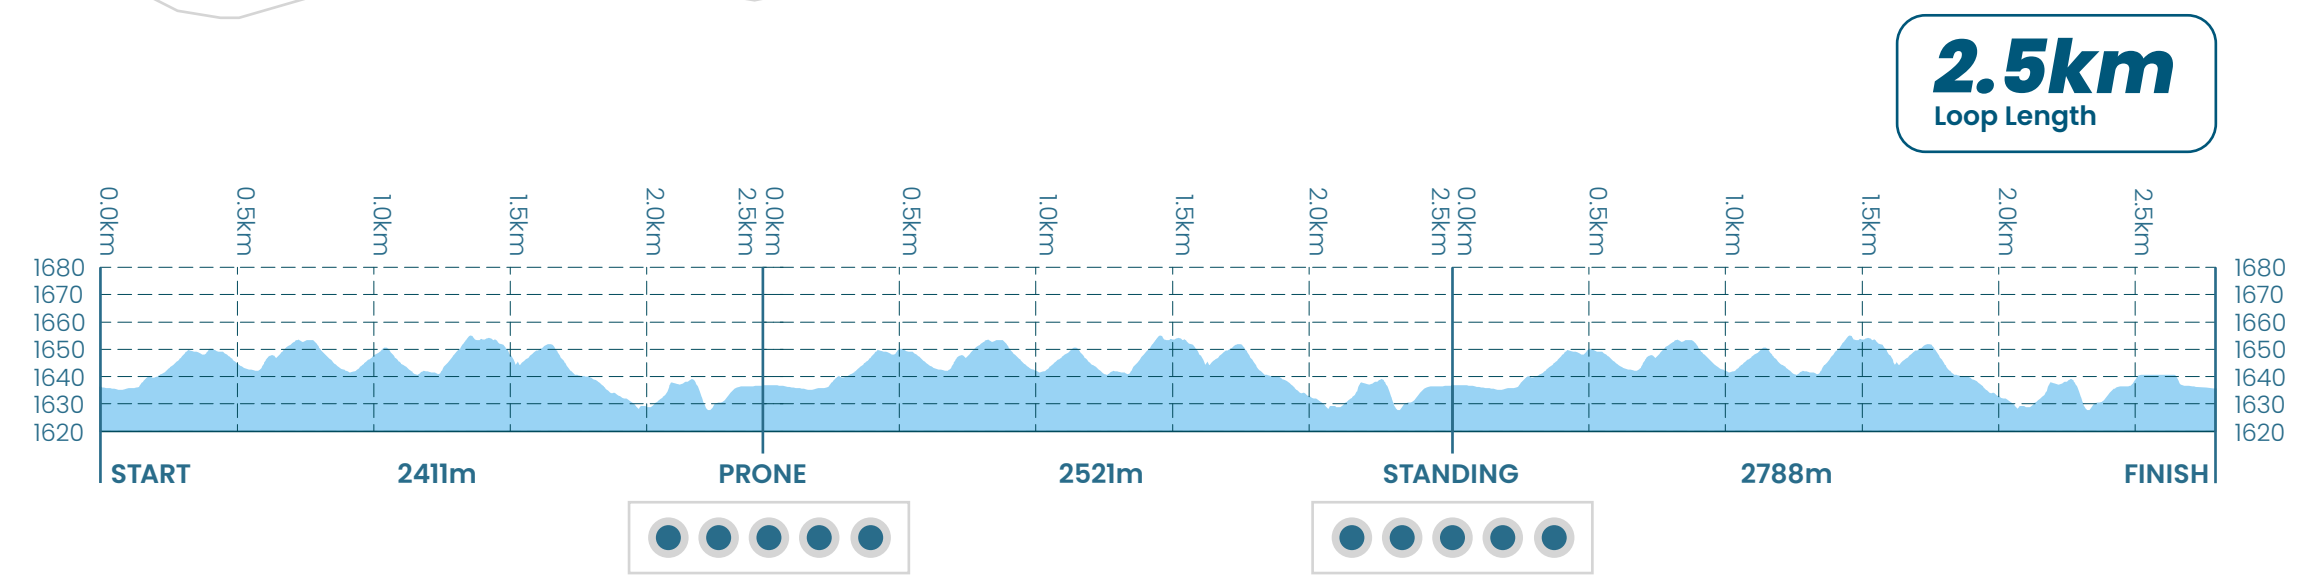 2.5km
Loop Length
0.0km 0.5km 1.0km 1.5km 2.0km 2.5km 0.0km 0.5km 1.0km 1.5km 2.0km 2.5km 0.0km 0.5km 1.0km 1.5km 2.0km 2.5km
1680 1680
1670 1670
1660 1660
1650 1650
1640 1640
1630 1630
1620 1620
START 2411m PRONE 2521m STANDING 2788m FINISH